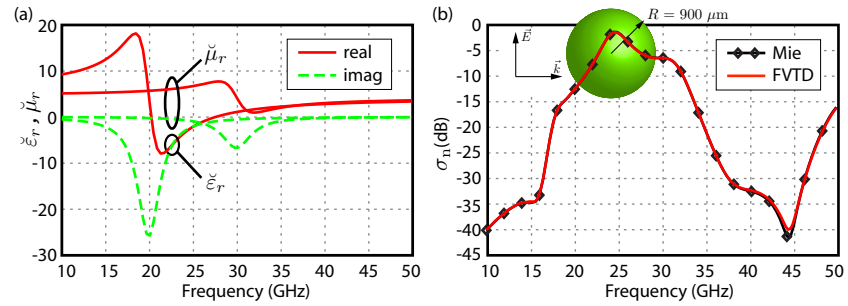 (a)
20
10
0
-10
-20
-30
10 15 20 25 30 35 40 45 50
Frequency (GHz)
ε̆r , μ̆r
μ̆r
ε̆r
real
imag
(b)
0
-5
-10
-15
-20
-25
-30
-35
-40
-45
10 15 20 25 30 35 40 45 50
Frequency (GHz)
σn(dB)
E⃗
k⃗
R = 900 μm
Mie
FVTD